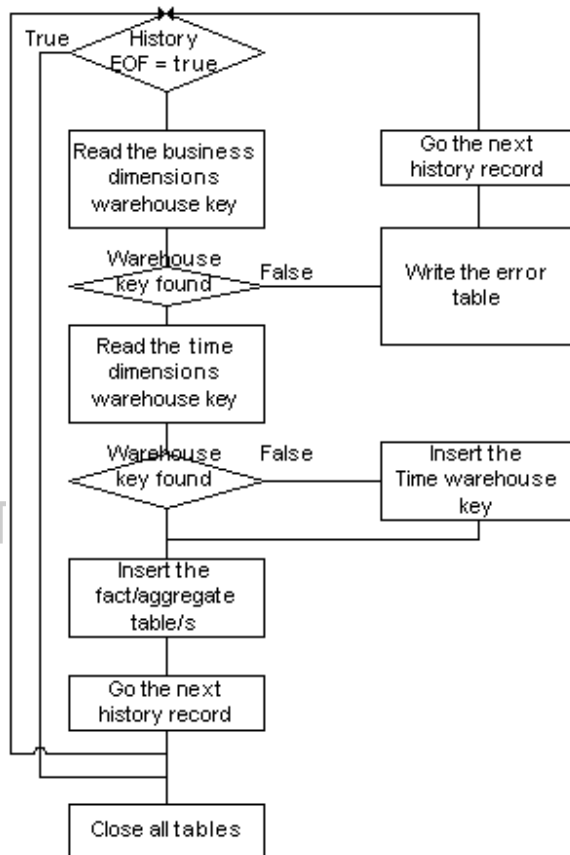 True
History
EOF = true
Read the business
dimensions
warehouse key
Go the next
history record
Warehouse
key found
False
Write the error
table
Read the time
dimensions
warehouse key
Warehouse
key found
False
Insert the
Time warehouse
key
Insert the
fact/aggregate
table/s
Go the next
history record
Close all tables